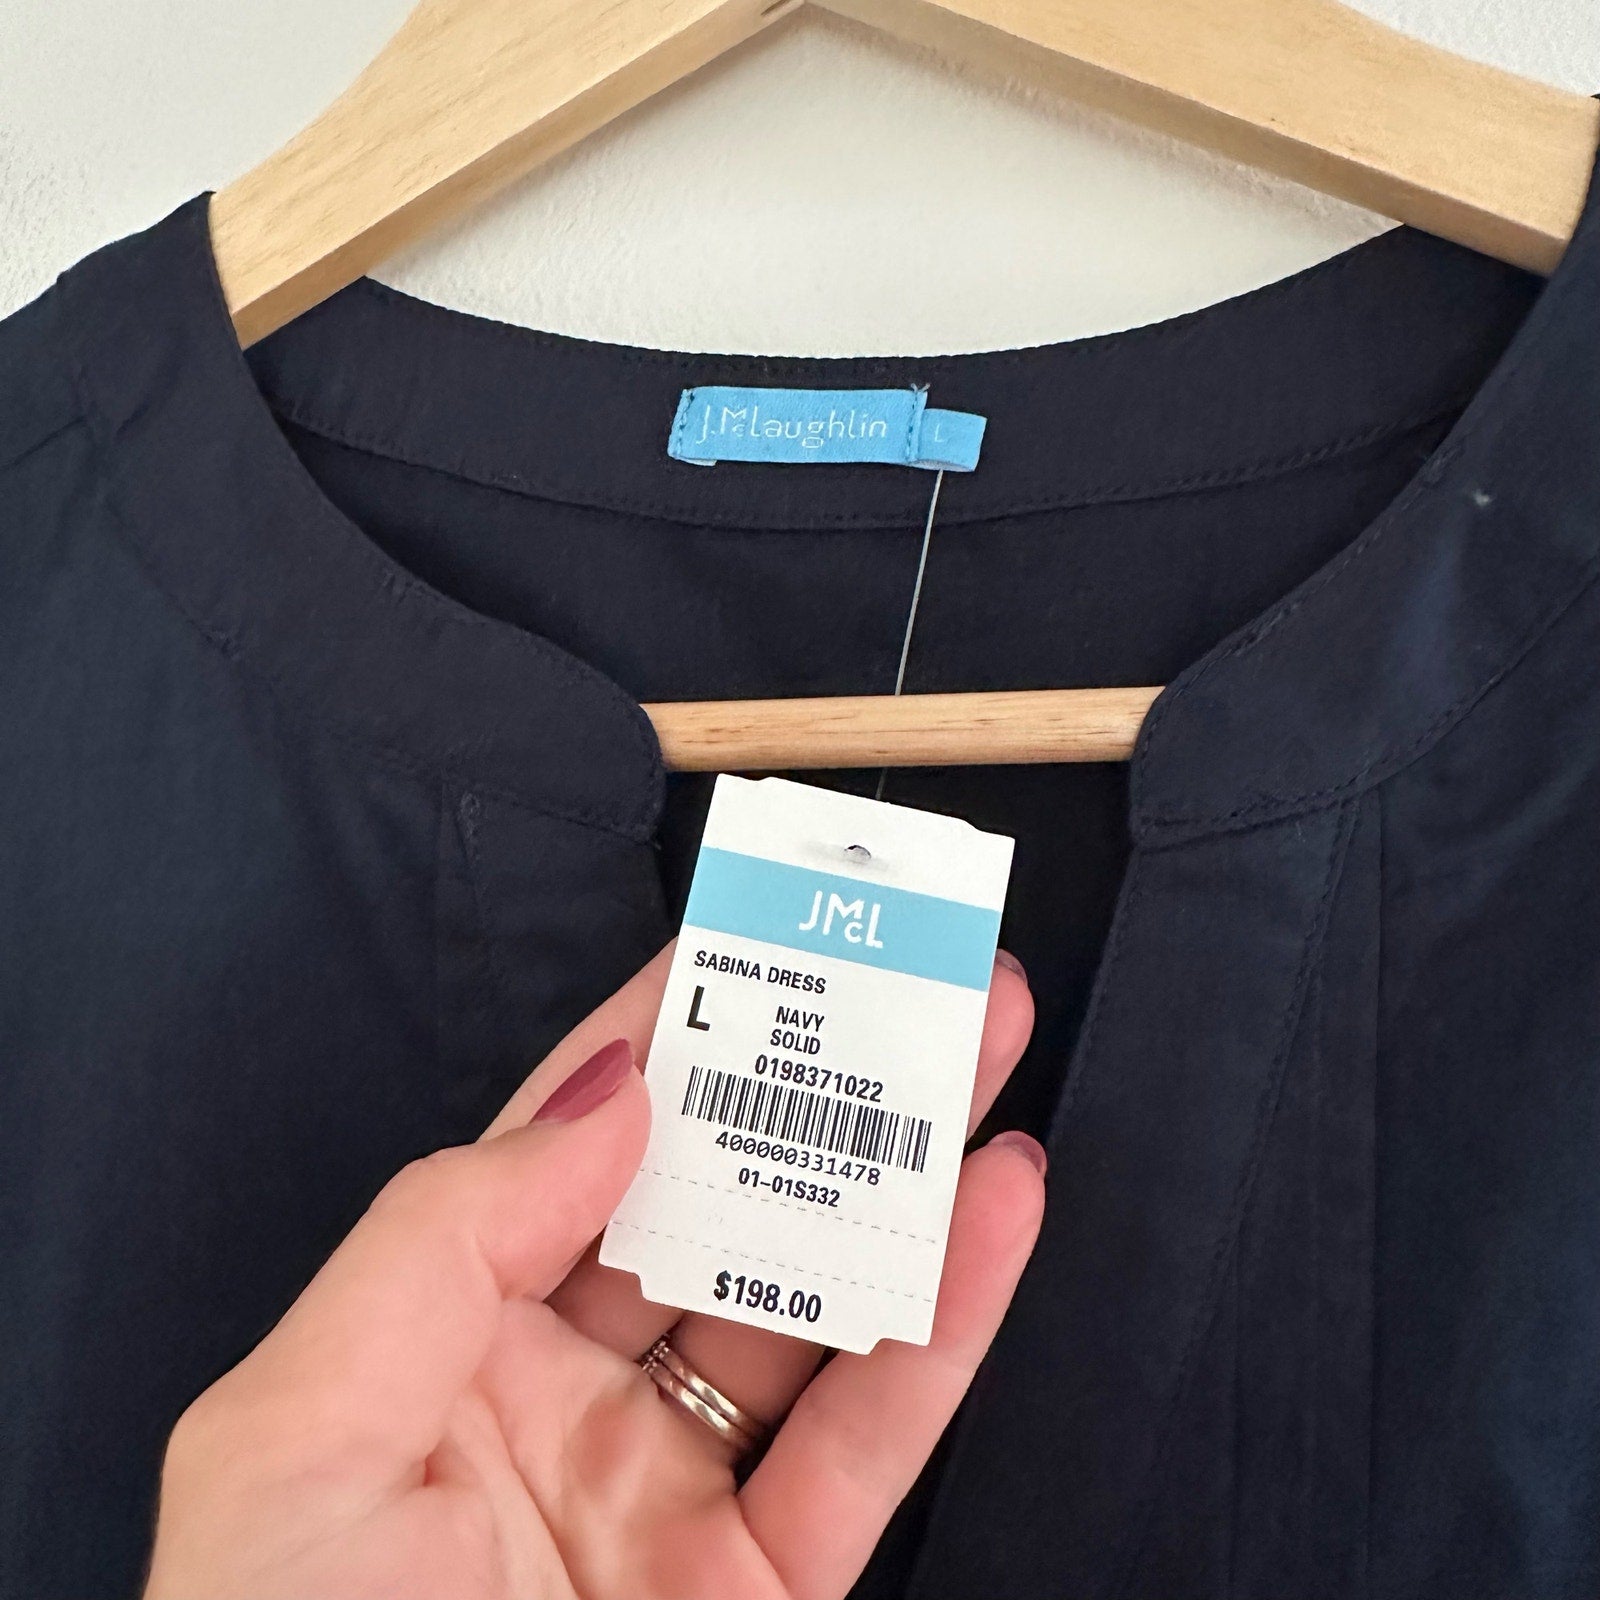 J.McLaughlin
L
JMcL
SABINA DRESS
L
NAVY
SOLID
0198371022
400000331478
01-01S332
$198.00